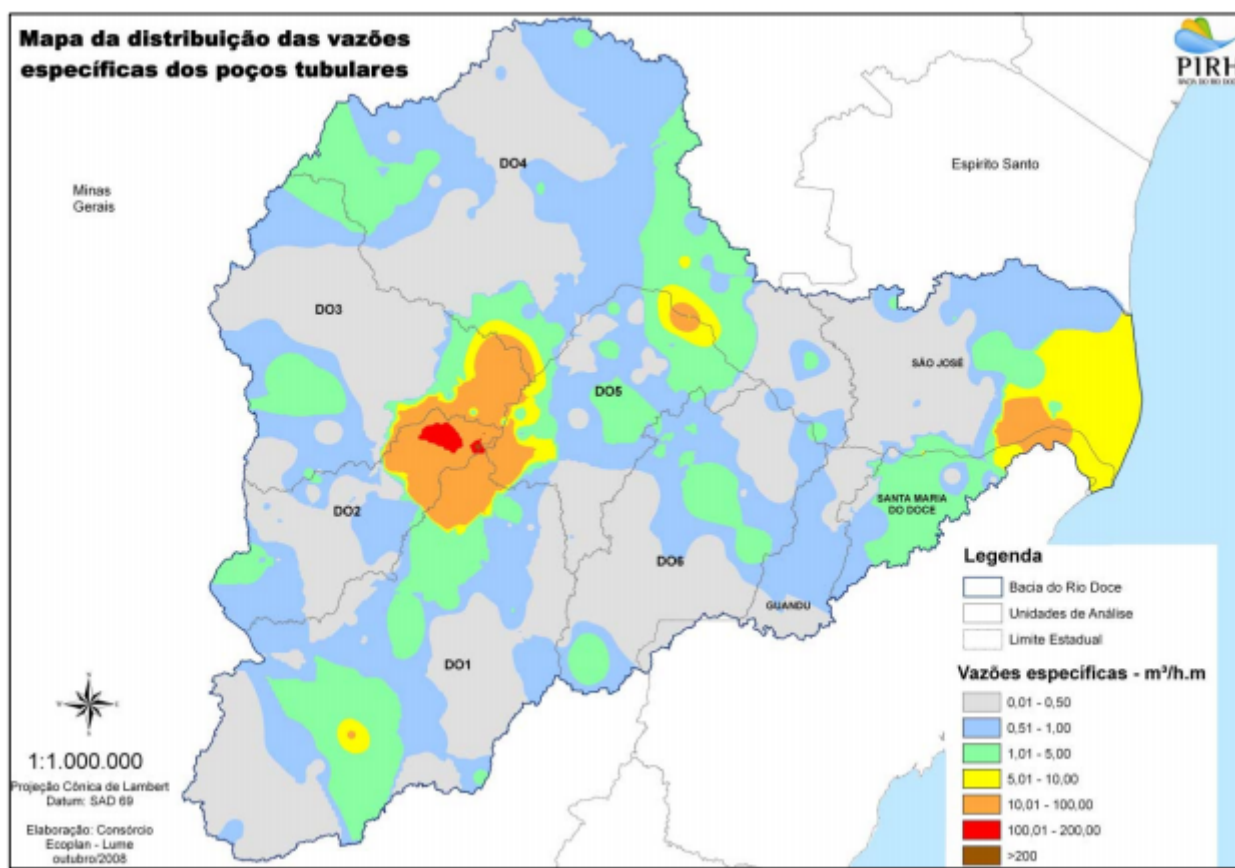 Mapa da distribuição das vazões
específicas dos poços tubulares
PIRH
BACIA DO RIO DOCE
Minas
Gerais
Espírito Santo
DO4
DO3
DO5
SÃO JOSÉ
DO2
SANTA MARIA
DO DOCE
DO6
GUANDU
DO1
1:1.000.000
Projeção Cônica de Lambert
Datum: SAD 69
Elaboração: Consórcio
Ecoplan - Lume
outubro/2008
Legenda
Bacia do Rio Doce
Unidades de Análise
Limite Estadual
Vazões específicas - m³/h.m
0,01 - 0,50
0,51 - 1,00
1,01 - 5,00
5,01 - 10,00
10,01 - 100,00
100,01 - 200,00
>200